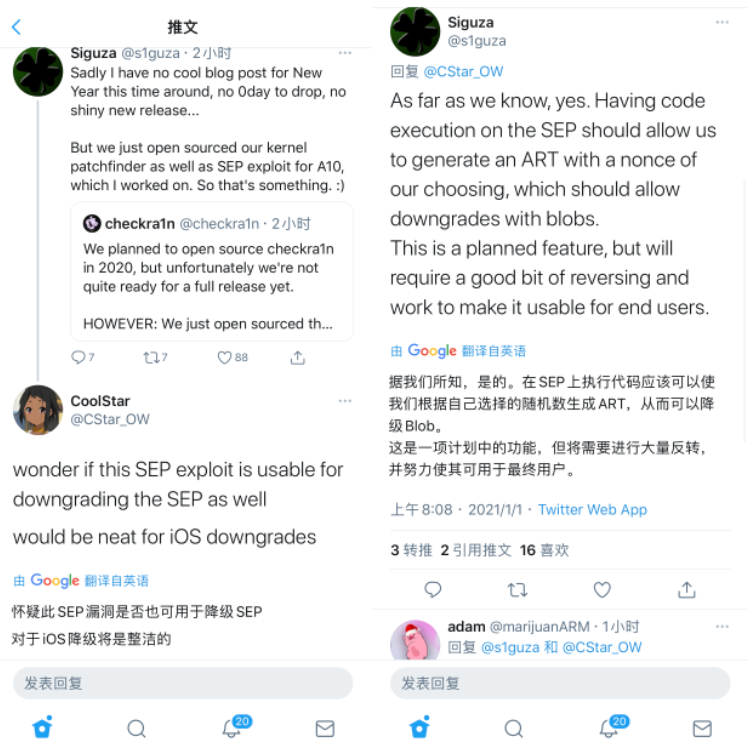 推文
Siguza @s1guza · 2小时
Sadly I have no cool blog post for New
Year this time around, no 0day to drop, no
shiny new release...
But we just open sourced our kernel
patchfinder as well as SEP exploit for A10,
which I worked on. So that's something. :)
checkra1n @checkra1n · 2小时
We planned to open source checkra1n
in 2020, but unfortunately we're not
quite ready for a full release yet.
HOWEVER: We just open sourced th...
7 7 88
CoolStar
@CStar_OW
wonder if this SEP exploit is usable for
downgrading the SEP as well
would be neat for iOS downgrades
由 Google 翻译自英语
怀疑此SEP漏洞是否也可用于降级SEP
对于iOS降级将是整洁的
发表回复
20
Siguza
@s1guza
回复 @CStar_OW
As far as we know, yes. Having code
execution on the SEP should allow us
to generate an ART with a nonce of
our choosing, which should allow
downgrades with blobs.
This is a planned feature, but will
require a good bit of reversing and
work to make it usable for end users.
由 Google 翻译自英语
据我们所知，是的。在SEP上执行代码应该可以使
我们根据自己选择的随机数生成ART，从而可以降
级Blob。
这是一项计划中的功能，但将需要进行大量反转，
并努力使其可用于最终用户。
上午8:08 · 2021/1/1 · Twitter Web App
3 转推 2 引用推文 16 喜欢
adam @marijuanARM · 1小时
回复 @s1guza 和 @CStar_OW
发表回复
20